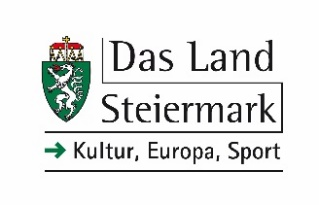 Das Land
Steiermark
→ Kultur, Europa, Sport